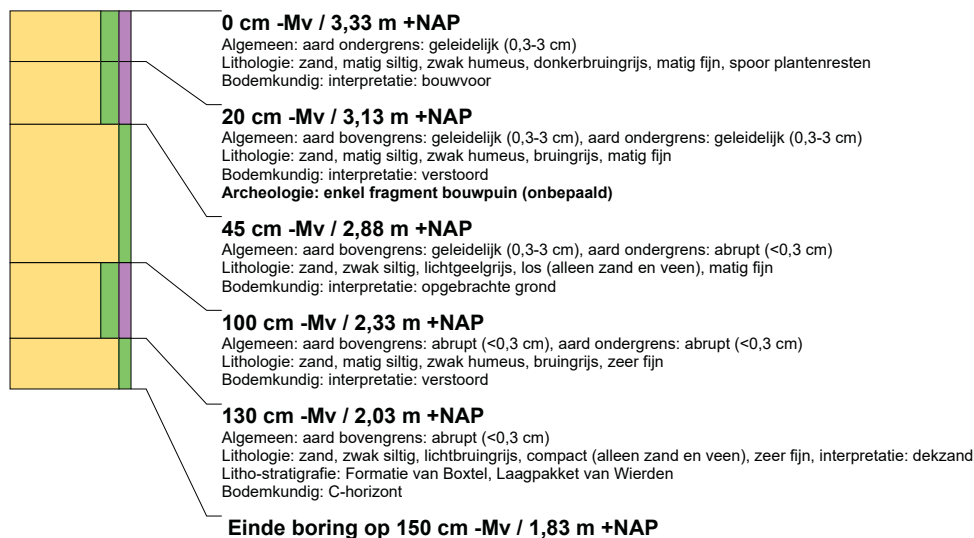 0 cm -Mv / 3,33 m +NAP
Algemeen: aard ondergrens: geleidelijk (0,3-3 cm)
Lithologie: zand, matig siltig, zwak humeus, donkerbruingrijs, matig fijn, spoor plantenresten
Bodemkundig: interpretatie: bouwvoor
20 cm -Mv / 3,13 m +NAP
Algemeen: aard bovengrens: geleidelijk (0,3-3 cm), aard ondergrens: geleidelijk (0,3-3 cm)
Lithologie: zand, matig siltig, zwak humeus, bruingrijs, matig fijn
Bodemkundig: interpretatie: verstoord
Archeologie: enkel fragment bouwpuin (onbepaald)
45 cm -Mv / 2,88 m +NAP
Algemeen: aard bovengrens: geleidelijk (0,3-3 cm), aard ondergrens: abrupt (<0,3 cm)
Lithologie: zand, zwak siltig, lichtgeelgrijs, los (alleen zand en veen), matig fijn
Bodemkundig: interpretatie: opgebrachte grond
100 cm -Mv / 2,33 m +NAP
Algemeen: aard bovengrens: abrupt (<0,3 cm), aard ondergrens: abrupt (<0,3 cm)
Lithologie: zand, matig siltig, zwak humeus, bruingrijs, zeer fijn
Bodemkundig: interpretatie: verstoord
130 cm -Mv / 2,03 m +NAP
Algemeen: aard bovengrens: abrupt (<0,3 cm)
Lithologie: zand, zwak siltig, lichtbruingrijs, compact (alleen zand en veen), zeer fijn, interpretatie: dekzand
Litho-stratigrafie: Formatie van Boxtel, Laagpakket van Wierden
Bodemkundig: C-horizont
Einde boring op 150 cm -Mv / 1,83 m +NAP